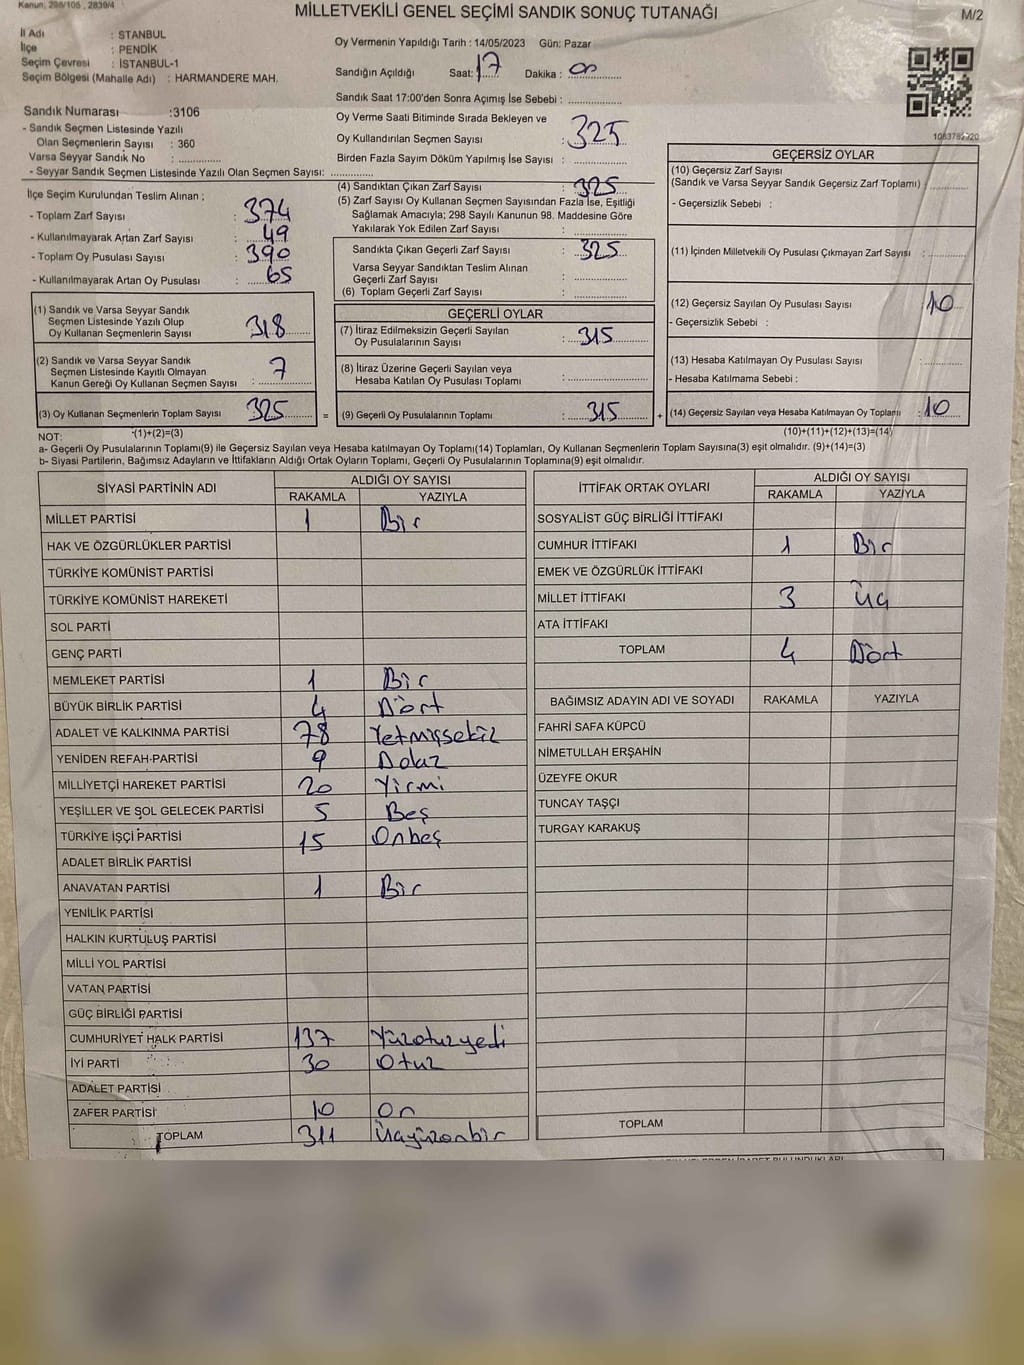 Kanun, 298/105 , 2839/4
MİLLETVEKİLİ GENEL SEÇİMİ SANDIK SONUÇ TUTANAĞI
M/2
İl Adı : STANBUL
İlçe : PENDİK
Seçim Çevresi : İSTANBUL-1
Seçim Bölgesi (Mahalle Adı) : HARMANDERE MAH.
Oy Vermenin Yapıldığı Tarih : 14/05/2023 Gün: Pazar
Sandığın Açıldığı Saat: 17 Dakika : 00
Sandık Saat 17:00'den Sonra Açımış İse Sebebi :
Sandık Numarası :3106
- Sandık Seçmen Listesinde Yazılı
Olan Seçmenlerin Sayısı : 360
Varsa Seyyar Sandık No :
- Seyyar Sandık Seçmen Listesinde Yazılı Olan Seçmen Sayısı:
Oy Verme Saati Bitiminde Sırada Bekleyen ve
Oy Kullandırılan Seçmen Sayısı : 325
Birden Fazla Sayım Döküm Yapılmış İse Sayısı :
İlçe Seçim Kurulundan Teslim Alınan ;
- Toplam Zarf Sayısı : 374
- Kullanılmayarak Artan Zarf Sayısı : 49
- Toplam Oy Pusulası Sayısı : 390
- Kullanılmayarak Artan Oy Pusulası : 65
(4) Sandıktan Çıkan Zarf Sayısı : 325
(5) Zarf Sayısı Oy Kullanan Seçmen Sayısından Fazla İse, Eşitliği
Sağlamak Amacıyla; 298 Sayılı Kanunun 98. Maddesine Göre
Yakılarak Yok Edilen Zarf Sayısı :
Sandıkta Çıkan Geçerli Zarf Sayısı : 325
Varsa Seyyar Sandıktan Teslim Alınan
Geçerli Zarf Sayısı :
(6) Toplam Geçerli Zarf Sayısı :
GEÇERSİZ OYLAR
(10) Geçersiz Zarf Sayısı
(Sandık ve Varsa Seyyar Sandık Geçersiz Zarf Toplamı) :
- Geçersizlik Sebebi :
(11) İçinden Milletvekili Oy Pusulası Çıkmayan Zarf Sayısı :
(12) Geçersiz Sayılan Oy Pusulası Sayısı : 10
- Geçersizlik Sebebi :
(13) Hesaba Katılmayan Oy Pusulası Sayısı :
- Hesaba Katılmama Sebebi :
(14) Geçersiz Sayılan veya Hesaba Katılmayan Oy Toplamı : 10
(1) Sandık ve Varsa Seyyar Sandık
Seçmen Listesinde Yazılı Olup
Oy Kullanan Seçmenlerin Sayısı : 318
(2) Sandık ve Varsa Seyyar Sandık
Seçmen Listesinde Kayıtlı Olmayan
Kanun Gereği Oy Kullanan Seçmen Sayısı : 7
(3) Oy Kullanan Seçmenlerin Toplam Sayısı 325 =
GEÇERLİ OYLAR
(7) İtiraz Edilmeksizin Geçerli Sayılan
Oy Pusulalarının Sayısı : 315
(8) İtiraz Üzerine Geçerli Sayılan veya
Hesaba Katılan Oy Pusulası Toplamı :
(9) Geçerli Oy Pusulalarının Toplamı : 315 +
NOT: -(1)+(2)=(3) (10)+(11)+(12)+(13)=(14)
a- Geçerli Oy Pusulalarının Toplamı(9) ile Geçersiz Sayılan veya Hesaba katılmayan Oy Toplamı(14) Toplamları, Oy Kullanan Seçmenlerin Toplam Sayısına(3) eşit olmalıdır. (9)+(14)=(3)
b- Siyasi Partilerin, Bağımsız Adayların ve İttifakların Aldığı Ortak Oyların Toplamı, Geçerli Oy Pusulalarının Toplamına(9) eşit olmalıdır.
SİYASİ PARTİNİN ADI ALDIĞI OY SAYISI
RAKAMLA YAZIYLA
MİLLET PARTİSİ 1 Bir
HAK VE ÖZGÜRLÜKLER PARTİSİ
TÜRKİYE KOMÜNİST PARTİSİ
TÜRKİYE KOMÜNİST HAREKETİ
SOL PARTİ
GENÇ PARTİ
MEMLEKET PARTİSİ 1 Bir
BÜYÜK BİRLİK PARTİSİ 4 Dört
ADALET VE KALKINMA PARTİSİ 78 Yetmişsekiz
YENİDEN REFAH PARTİSİ 9 Dokuz
MİLLİYETÇİ HAREKET PARTİSİ 20 Yirmi
YEŞİLLER VE SOL GELECEK PARTİSİ 5 Beş
TÜRKİYE İŞÇİ PARTİSİ 15 Onbeş
ADALET BİRLİK PARTİSİ
ANAVATAN PARTİSİ 1 Bir
YENİLİK PARTİSİ
HALKIN KURTULUŞ PARTİSİ
MİLLİ YOL PARTİSİ
VATAN PARTİSİ
GÜÇ BİRLİĞİ PARTİSİ
CUMHURİYET HALK PARTİSİ 137 Yüzotuzyedi
İYİ PARTİ 30 Otuz
ADALET PARTİSİ
ZAFER PARTİSİ 10 On
TOPLAM 311 Üçyüzonbir
İTTİFAK ORTAK OYLARI ALDIĞI OY SAYISI
RAKAMLA YAZIYLA
SOSYALİST GÜÇ BİRLİĞİ İTTİFAKI
CUMHUR İTTİFAKI 1 Bir
EMEK VE ÖZGÜRLÜK İTTİFAKI
MİLLET İTTİFAKI 3 Üç
ATA İTTİFAKI
TOPLAM 4 Dört
BAĞIMSIZ ADAYIN ADI VE SOYADI RAKAMLA YAZIYLA
FAHRİ SAFA KÜPCÜ
NİMETULLAH ERŞAHİN
ÜZEYFE OKUR
TUNCAY TAŞÇI
TURGAY KARAKUŞ
TOPLAM